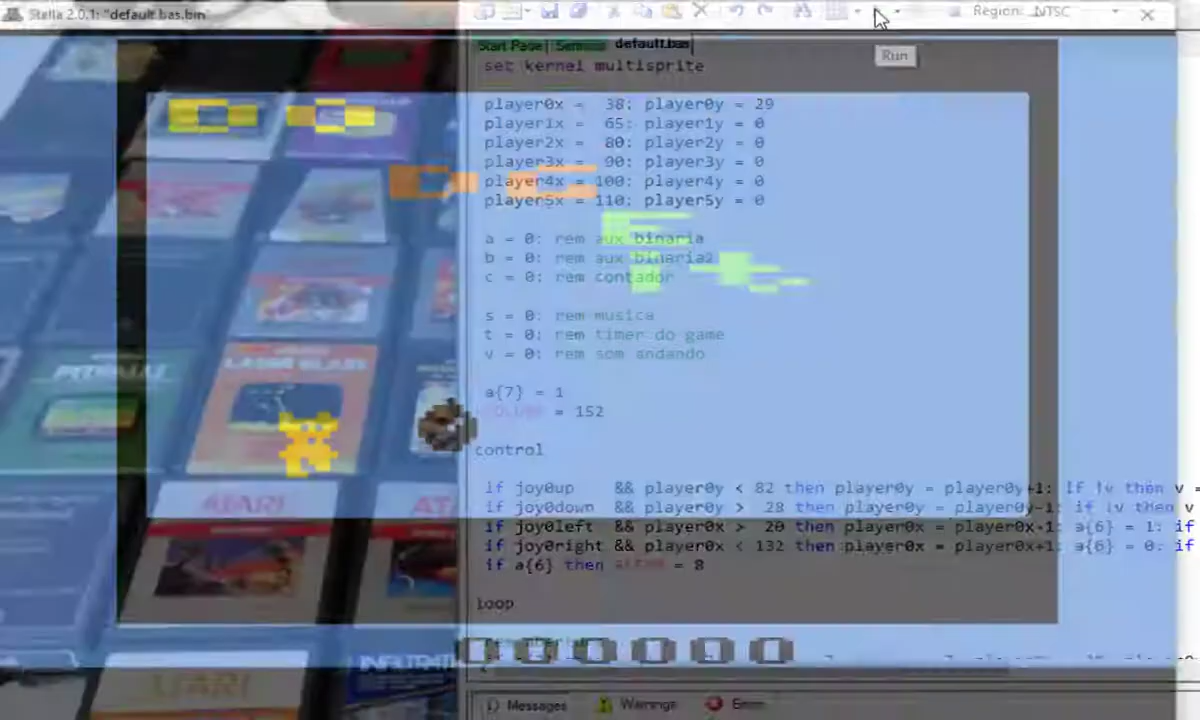 Stella 2.0.1: "default.bas.bin"
Region: NTSC
Start Page
default.bas
Run
set kernel multisprite
player0x = 38: player0y = 29
player1x = 65: player1y = 0
player2x = 80: player2y = 0
player3x = 90: player3y = 0
player4x = 100: player4y = 0
player5x = 110: player5y = 0
a = 0: rem aux binaria
b = 0: rem aux binaria2
c = 0: rem contador
s = 0: rem musica
t = 0: rem timer do game
v = 0: rem som andando
a{7} = 1
= 152
control
if joy0up && player0y < 82 then player0y = player0y+1: if !v then v =
if joy0down && player0y > 28 then player0y = player0y-1: if !v then v
if joy0left && player0x > 20 then player0x = player0x-1: a{6} = 1: if
if joy0right && player0x < 132 then player0x = player0x+1: a{6} = 0: if
if a{6} then = 8
loop
PITFALL!
LASER BLAST
ATARI
ATARI
Messages
Warnings